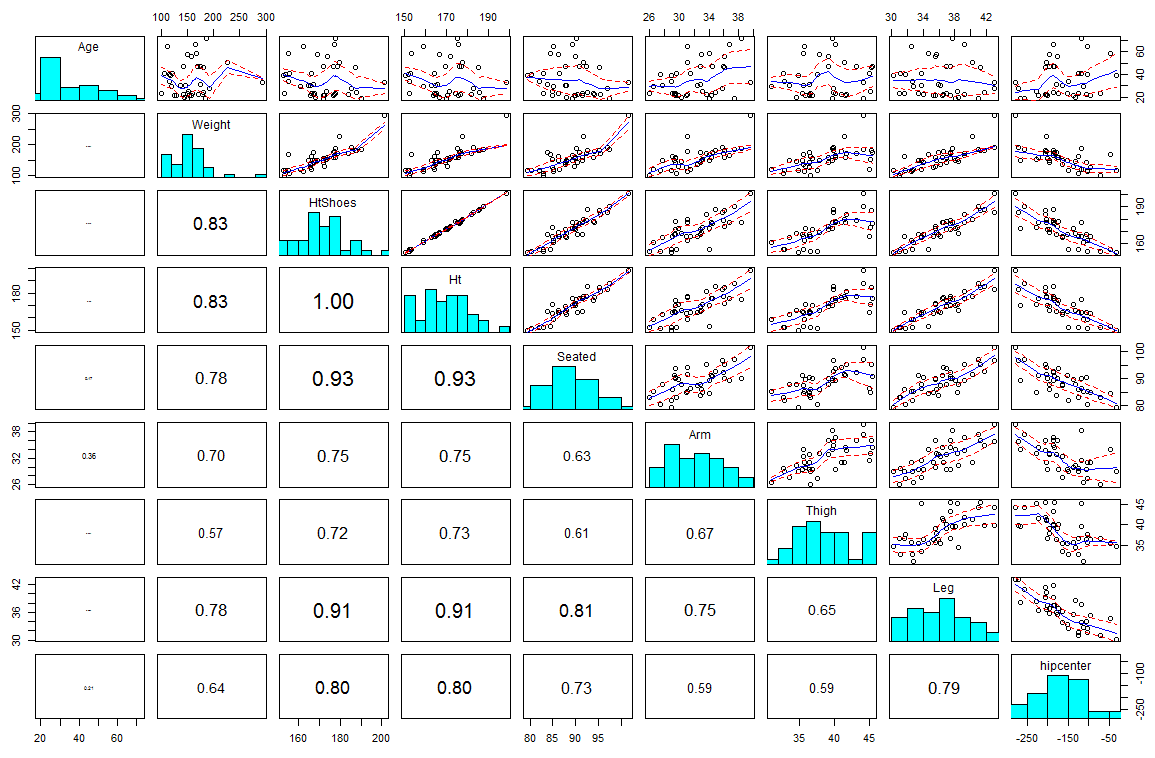 100 150 200 250 300 150 170 190 26 30 34 38 30 34 38 42
Age
20 40 60
100 200 300
Weight
0.83
HtShoes
160 190
150 180
0.83 1.00
Ht
0.78 0.93 0.93
Seated
80 90 100
26 32 38
0.36 0.70 0.75 0.75 0.63
Arm
0.57 0.72 0.73 0.61 0.67
Thigh
35 40 45
30 36 42
0.78 0.91 0.91 0.81 0.75 0.65
Leg
0.21 0.64 0.80 0.80 0.73 0.59 0.59 0.79
hipcenter
-250 -100
20 40 60 160 180 200 80 85 90 95 35 40 45 -250 -150 -50